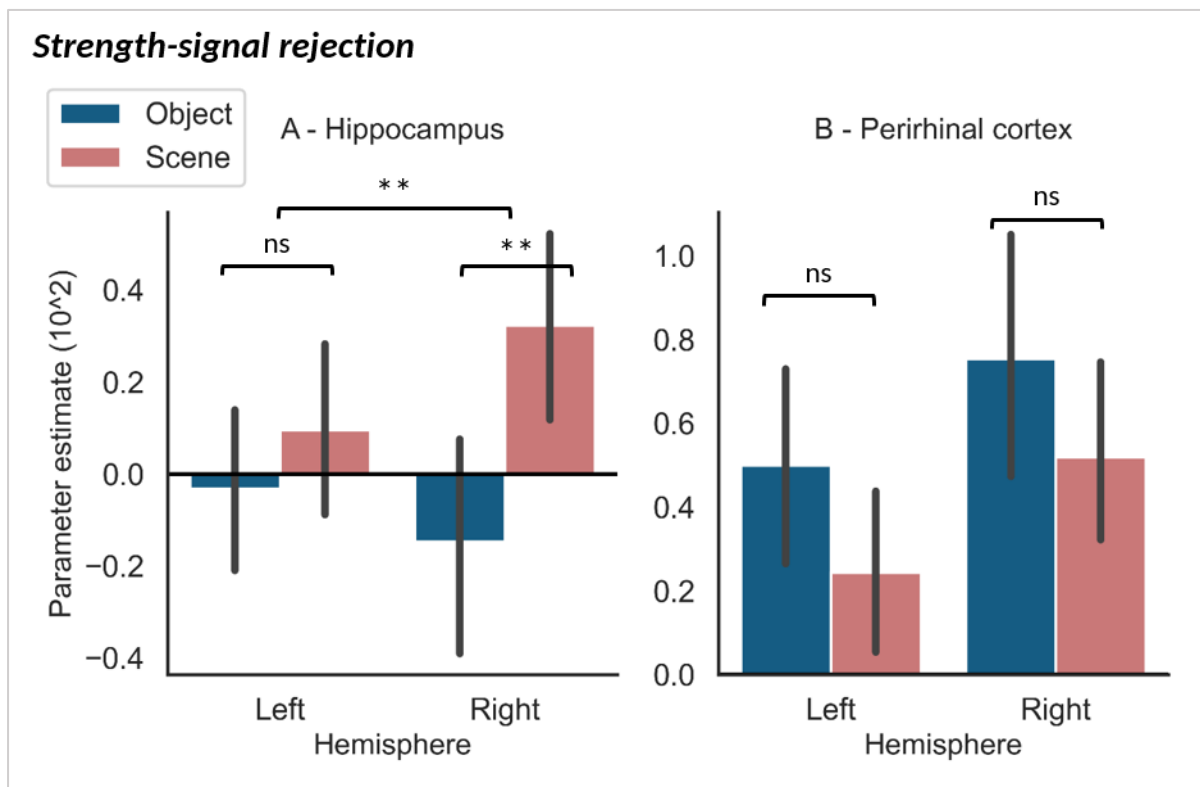 Strength-signal rejection
Object
Scene
A - Hippocampus
B - Perirhinal cortex
**
ns
**
ns
ns
Parameter estimate (10^2)
0.4
0.2
0.0
−0.2
−0.4
1.0
0.8
0.6
0.4
0.2
0.0
Left
Right
Hemisphere
Left
Right
Hemisphere